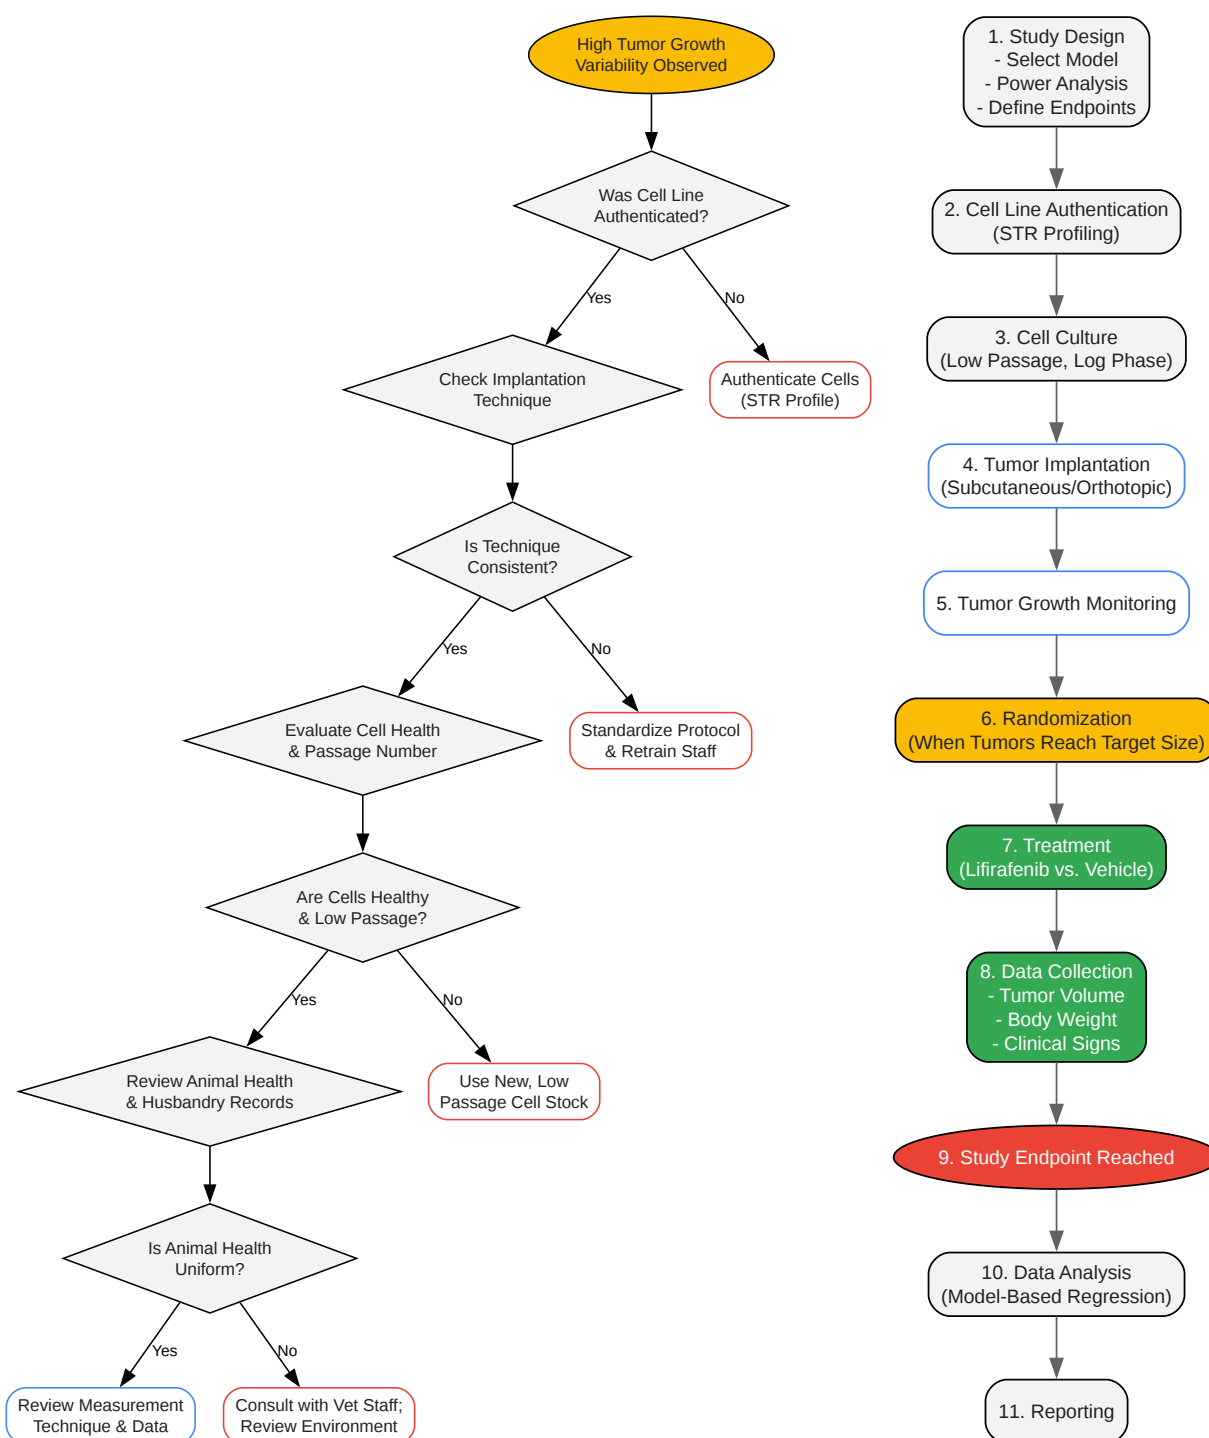 High Tumor Growth
Variability Observed
Was Cell Line
Authenticated?
Yes
No
Check Implantation
Technique
Authenticate Cells
(STR Profile)
Is Technique
Consistent?
Yes
No
Evaluate Cell Health
& Passage Number
Standardize Protocol
& Retrain Staff
Are Cells Healthy
& Low Passage?
Yes
No
Review Animal Health
& Husbandry Records
Use New, Low
Passage Cell Stock
Is Animal Health
Uniform?
Yes
No
Review Measurement
Technique & Data
Consult with Vet Staff;
Review Environment
1. Study Design
- Select Model
- Power Analysis
- Define Endpoints
2. Cell Line Authentication
(STR Profiling)
3. Cell Culture
(Low Passage, Log Phase)
4. Tumor Implantation
(Subcutaneous/Orthotopic)
5. Tumor Growth Monitoring
6. Randomization
(When Tumors Reach Target Size)
7. Treatment
(Lifirafenib vs. Vehicle)
8. Data Collection
- Tumor Volume
- Body Weight
- Clinical Signs
9. Study Endpoint Reached
10. Data Analysis
(Model-Based Regression)
11. Reporting